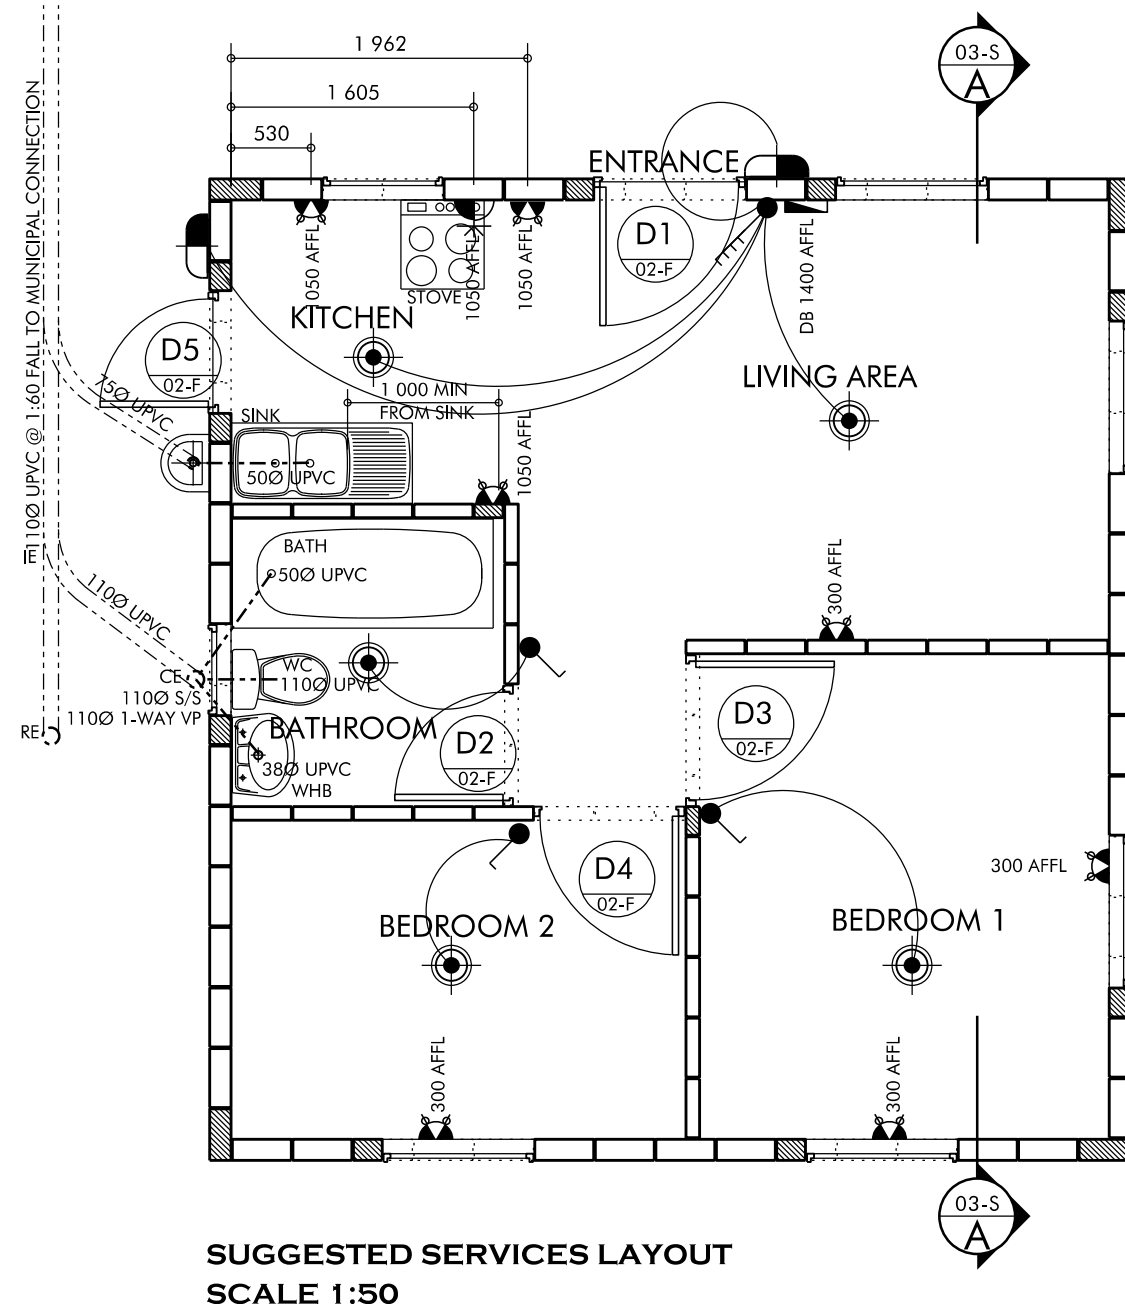 1 962
03-S
A
1 605
530
ENTRANCE
110Ø UPVC @ 1:60 FALL TO MUNICIPAL CONNECTION
IE
D1
02-F
1050 AFFL
1050 AFFL
1050 AFFL
DB 1400 AFFL
STOVE
KITCHEN
D5
02-F
75Ø UPVC
1 000 MIN
FROM SINK
LIVING AREA
SINK
50Ø UPVC
1050 AFFL
BATH
50Ø UPVC
300 AFFL
110Ø UPVC
WC
110Ø UPVC
CE
110Ø S/S
110Ø 1-WAY VP
RE
BATHROOM
D2
02-F
D3
02-F
38Ø UPVC
WHB
D4
02-F
300 AFFL
BEDROOM 2
BEDROOM 1
300 AFFL
300 AFFL
03-S
A
SUGGESTED SERVICES LAYOUT
SCALE 1:50